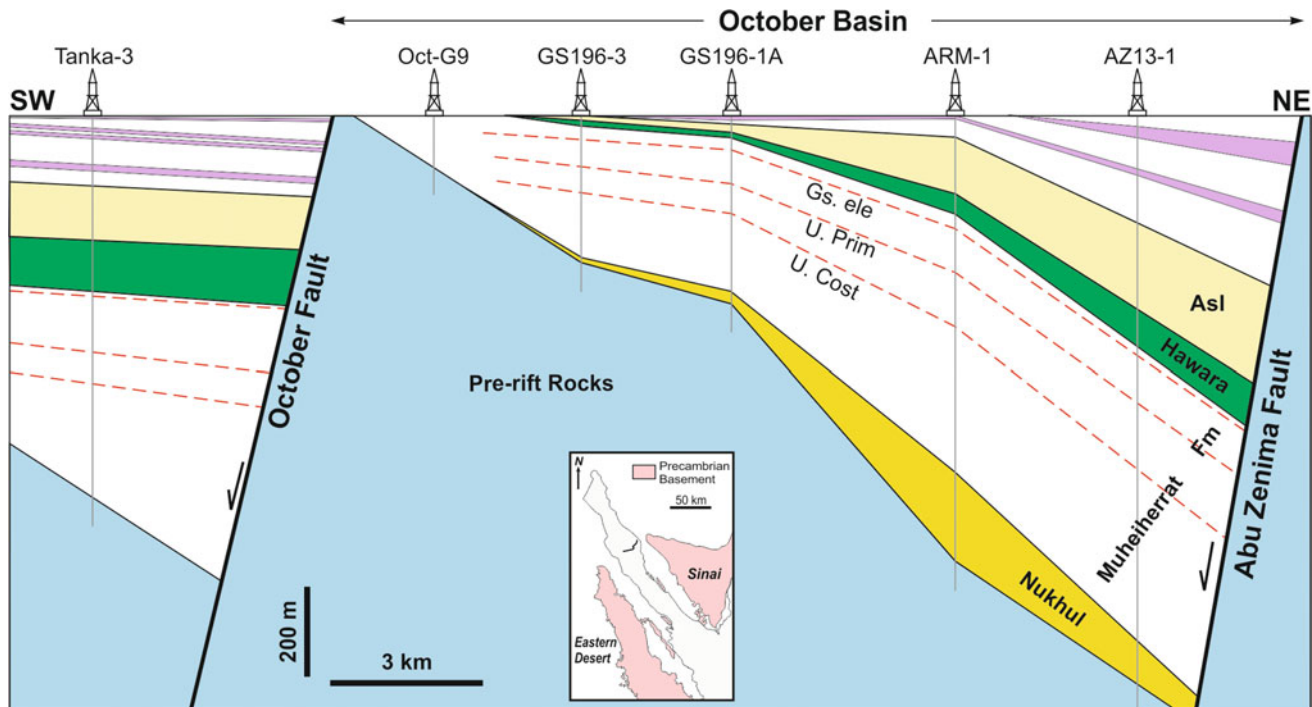 October Basin
Tanka-3
Oct-G9
GS196-3
GS196-1A
ARM-1
AZ13-1
SW
NE
Gs. ele
U. Prim
U. Cost
Asl
Hawara
Fm
Muheiherrat
Nukhul
October Fault
Abu Zenima Fault
Pre-rift Rocks
200 m
3 km
N
Precambrian
Basement
50 km
Sinai
Eastern
Desert